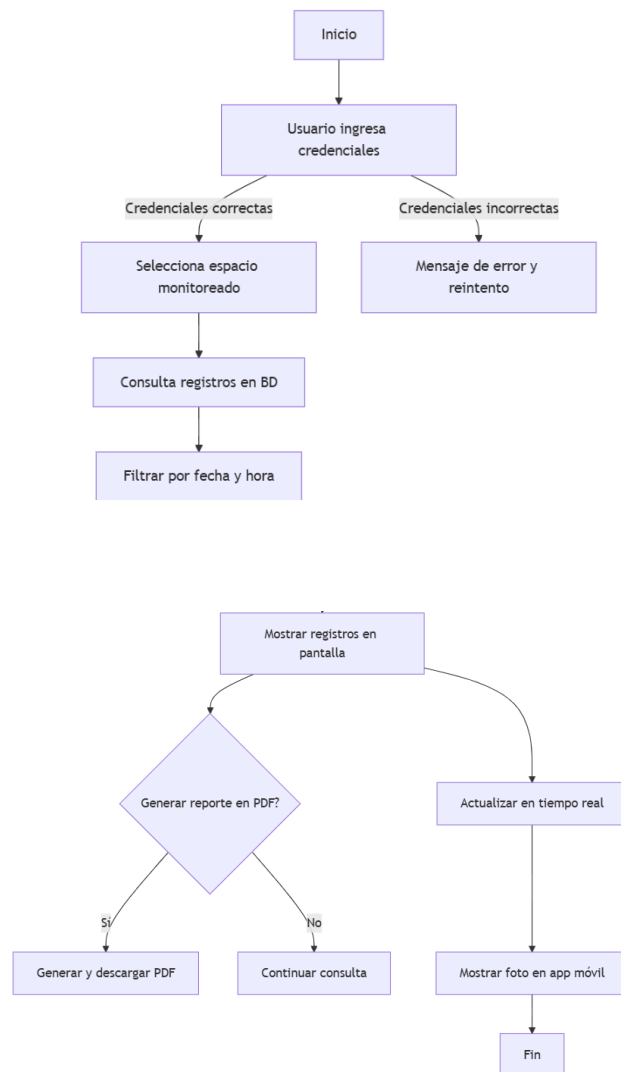 Inicio
Usuario ingresa
credenciales
Credenciales correctas
Credenciales incorrectas
Selecciona espacio
monitoreado
Mensaje de error y
reintento
Consulta registros en BD
Filtrar por fecha y hora
Mostrar registros en
pantalla
Generar reporte en PDF?
Actualizar en tiempo real
Sí
No
Generar y descargar PDF
Continuar consulta
Mostrar foto en app móvil
Fin